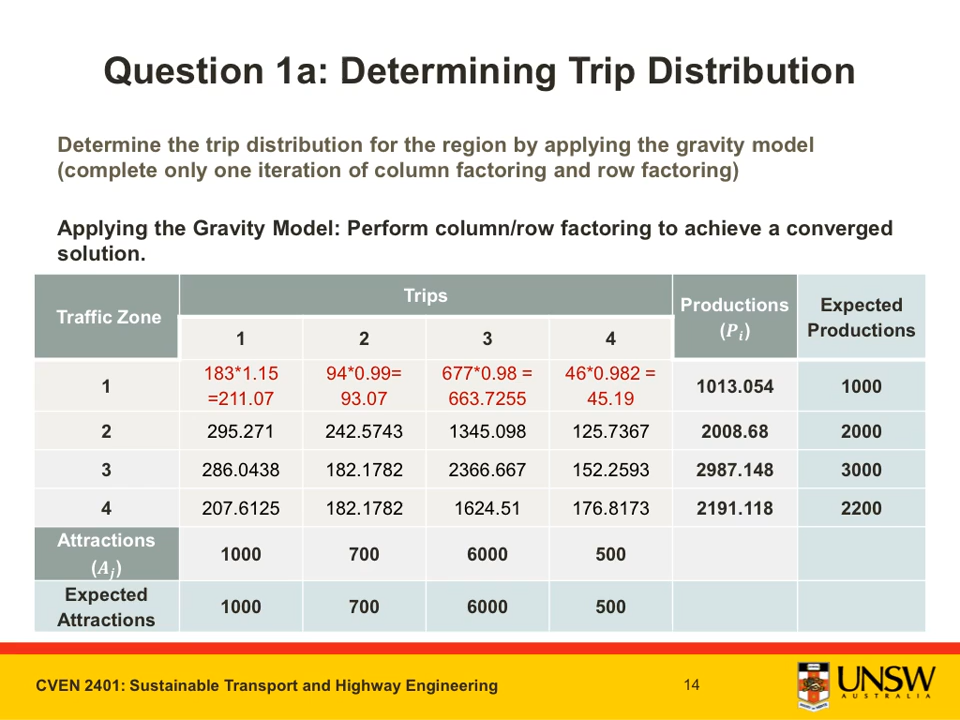 Question 1a: Determining Trip Distribution
Determine the trip distribution for the region by applying the gravity model
(complete only one iteration of column factoring and row factoring)
Applying the Gravity Model: Perform column/row factoring to achieve a converged
solution.
Traffic Zone
Trips
Productions
(𝑷𝒊)
Expected
Productions
1 2 3 4
1 183*1.15 =211.07 94*0.99= 93.07 677*0.98 = 663.7255 46*0.982 = 45.19 1013.054 1000
2 295.271 242.5743 1345.098 125.7367 2008.68 2000
3 286.0438 182.1782 2366.667 152.2593 2987.148 3000
4 207.6125 182.1782 1624.51 176.8173 2191.118 2200
Attractions
(𝑨𝒋)
1000 700 6000 500
Expected
Attractions
1000 700 6000 500
CVEN 2401: Sustainable Transport and Highway Engineering
14
UNSW
AUSTRALIA